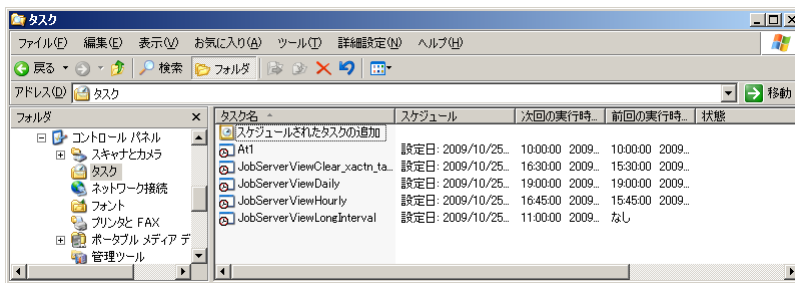 タスク
ファイル(F) 編集(E) 表示(V) お気に入り(A) ツール(T) 詳細設定(N) ヘルプ(H)
戻る 検索 フォルダ
アドレス(D) タスク 移動
フォルダ × タスク名 スケジュール 次回の実行時... 前回の実行時... 状態
コントロール パネル スケジュールされたタスクの追加
スキャナとカメラ At1 設定日: 2009/10/25... 10:00:00 2009... 10:00:00 2009...
タスク JobServerViewClear_xactn_ta... 設定日: 2009/10/25... 16:30:00 2009... 15:30:00 2009...
ネットワーク接続 JobServerViewDaily 設定日: 2009/10/25... 19:00:00 2009... 19:00:00 2009...
フォント JobServerViewHourly 設定日: 2009/10/25... 16:45:00 2009... 15:45:00 2009...
プリンタと FAX JobServerViewLongInterval 設定日: 2009/10/25... 11:00:00 2009... なし
ポータブル メディア デ
管理ツール